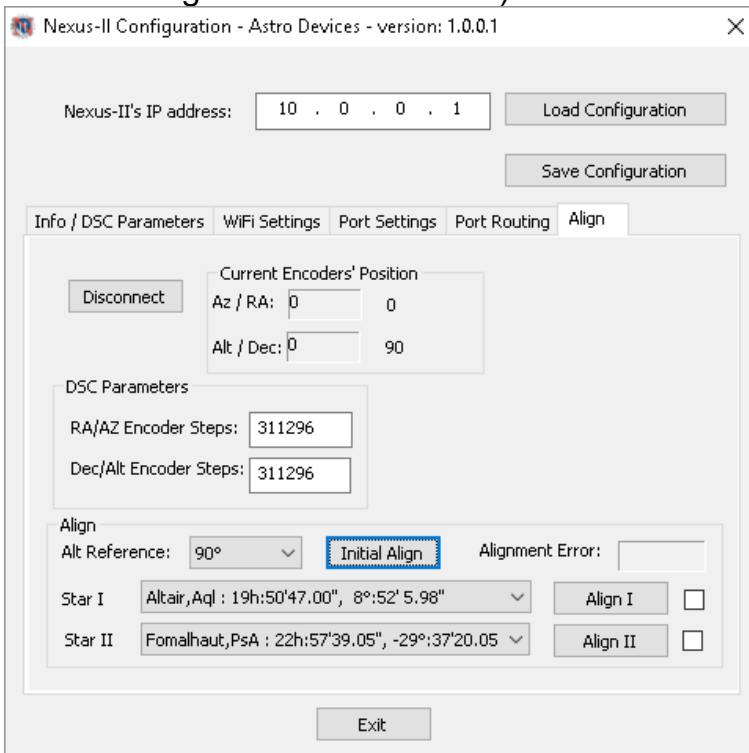 Nexus-II Configuration - Astro Devices - version: 1.0.0.1
Nexus-II's IP address: 10 . 0 . 0 . 1 Load Configuration
Save Configuration
Info / DSC Parameters WiFi Settings Port Settings Port Routing Align
Current Encoders' Position
Disconnect Az / RA: 0 0
Alt / Dec: 0 90
DSC Parameters
RA/AZ Encoder Steps: 311296
Dec/Alt Encoder Steps: 311296
Align
Alt Reference: 90° Initial Align Alignment Error:
Star I Altair,Aql : 19h:50'47.00", 8°:52' 5.98" Align I
Star II Fomalhaut,PsA : 22h:57'39.05", -29°:37'20.05 Align II
Exit